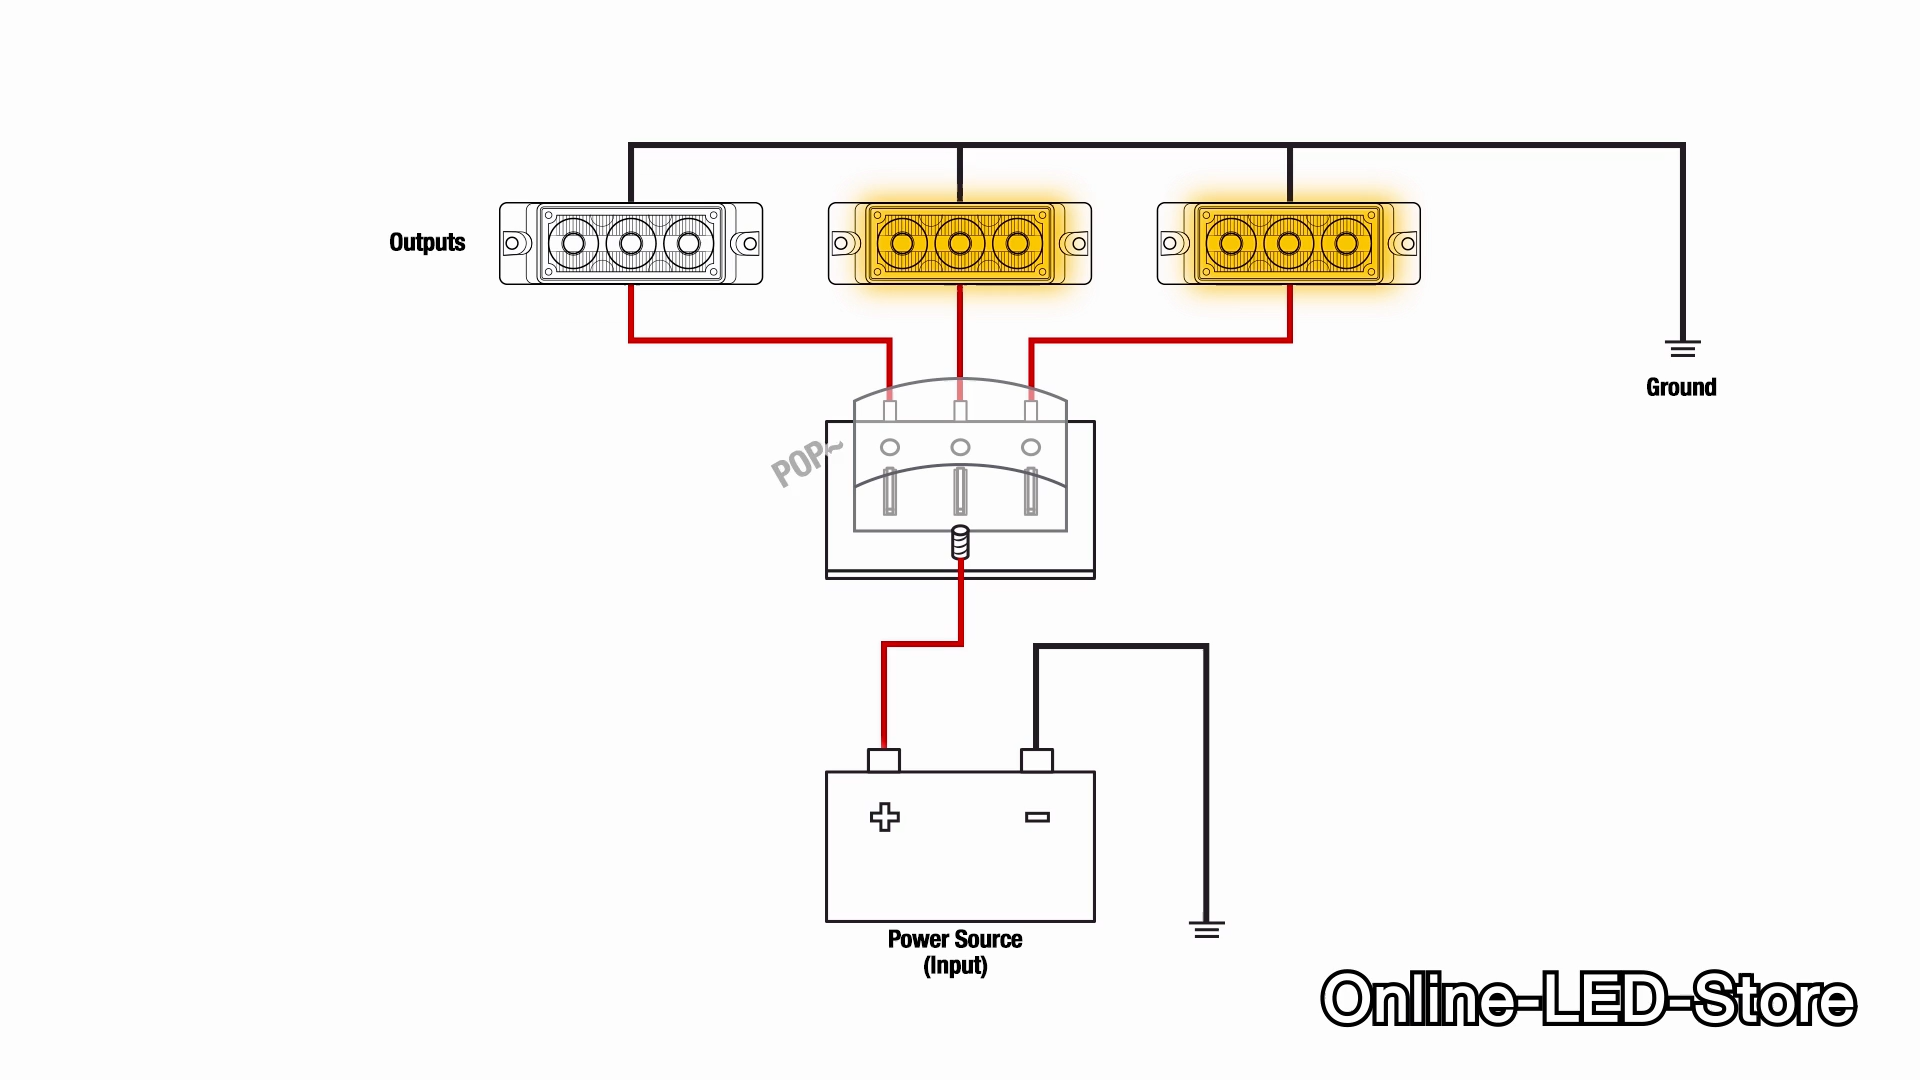 Outputs
Ground
POP~
Power Source
(Input)
Online-LED-Store